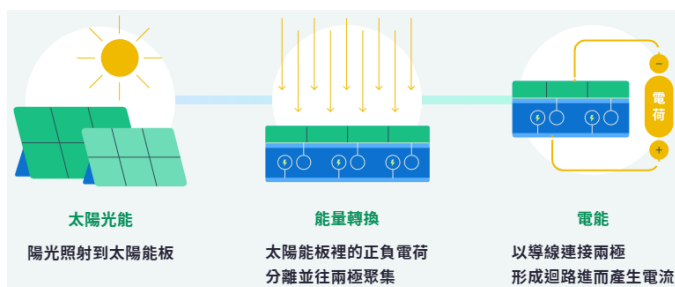 −
電荷
+
太陽光能
能量轉換
電能
陽光照射到太陽能板
太陽能板裡的正負電荷
分離並往兩極聚集
以導線連接兩極
形成迴路進而產生電流